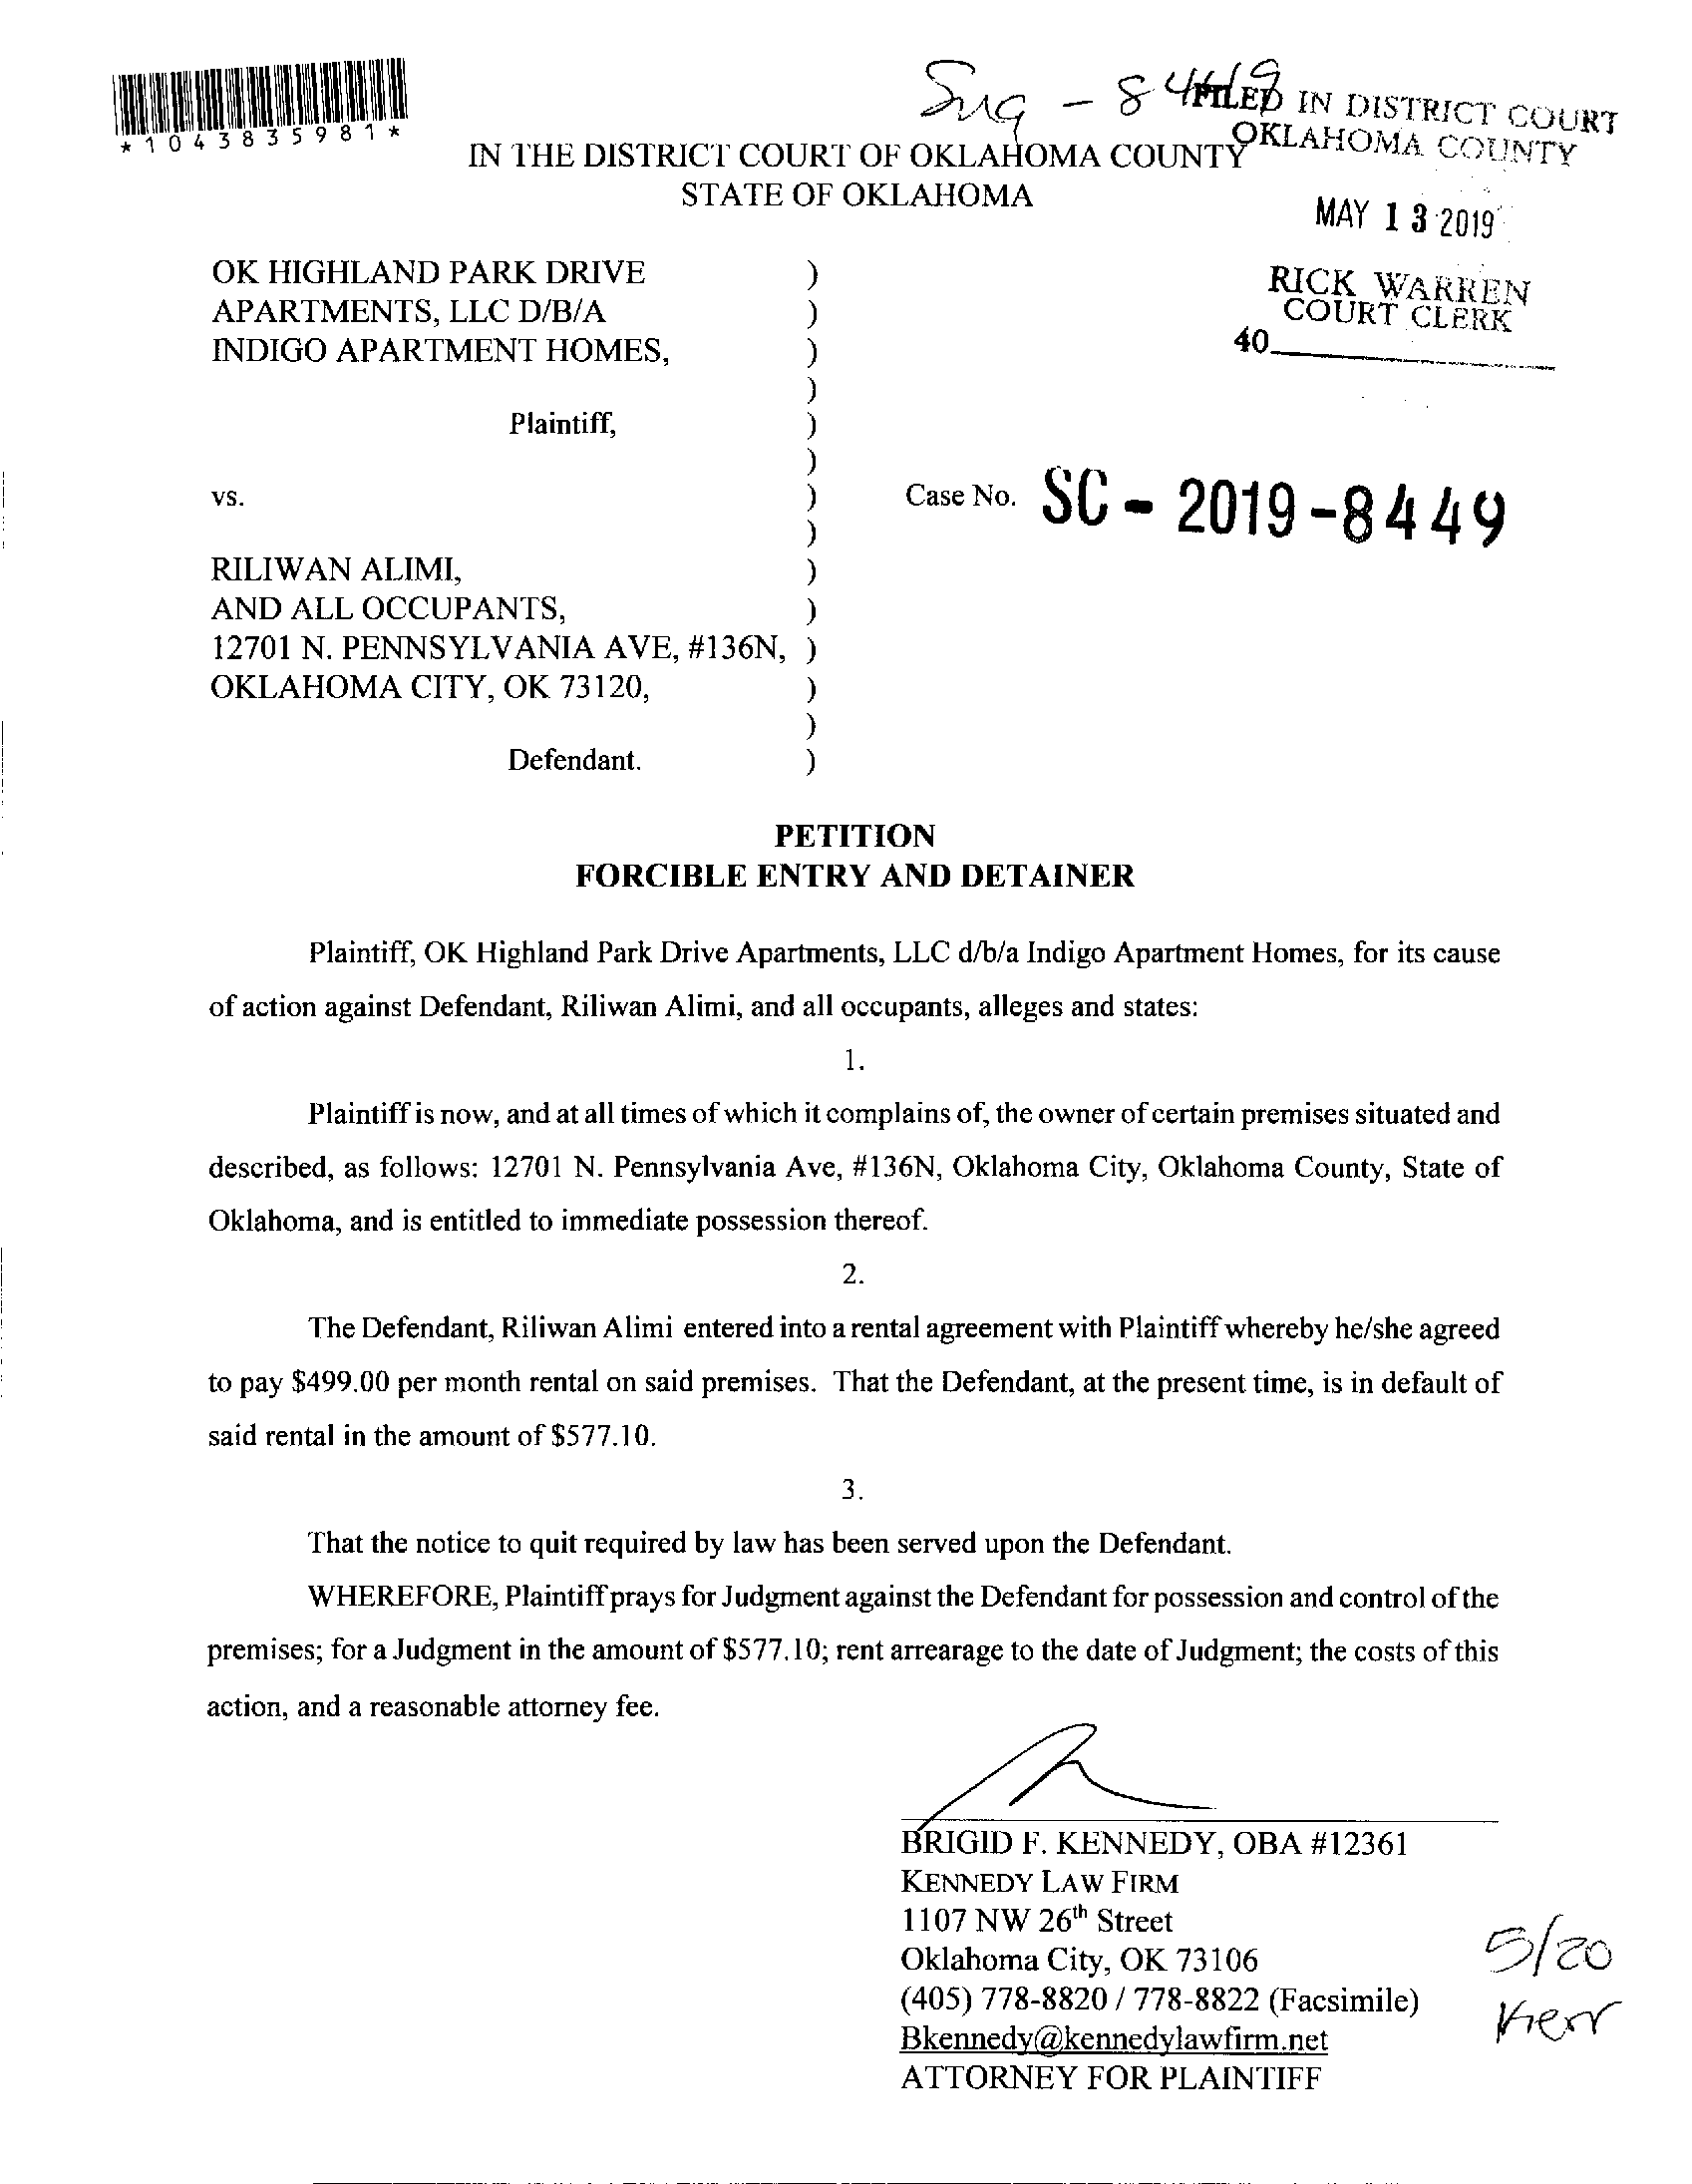 *1043835981*
FILED IN DISTRICT COURT
OKLAHOMA COUNTY
IN THE DISTRICT COURT OF OKLAHOMA COUNTY
STATE OF OKLAHOMA
MAY 13 2019
RICK WARREN
COURT CLERK
40
OK HIGHLAND PARK DRIVE )
APARTMENTS, LLC D/B/A )
INDIGO APARTMENT HOMES, )
)
Plaintiff, )
)
vs. ) Case No. SC - 2019 - 8449
)
RILIWAN ALIMI, )
AND ALL OCCUPANTS, )
12701 N. PENNSYLVANIA AVE, #136N, )
OKLAHOMA CITY, OK 73120, )
)
Defendant. )
PETITION
FORCIBLE ENTRY AND DETAINER
Plaintiff, OK Highland Park Drive Apartments, LLC d/b/a Indigo Apartment Homes, for its cause
of action against Defendant, Riliwan Alimi, and all occupants, alleges and states:
1.
Plaintiff is now, and at all times of which it complains of, the owner of certain premises situated and
described, as follows: 12701 N. Pennsylvania Ave, #136N, Oklahoma City, Oklahoma County, State of
Oklahoma, and is entitled to immediate possession thereof.
2.
The Defendant, Riliwan Alimi entered into a rental agreement with Plaintiff whereby he/she agreed
to pay $499.00 per month rental on said premises. That the Defendant, at the present time, is in default of
said rental in the amount of $577.10.
3.
That the notice to quit required by law has been served upon the Defendant.
WHEREFORE, Plaintiff prays for Judgment against the Defendant for possession and control of the
premises; for a Judgment in the amount of $577.10; rent arrearage to the date of Judgment; the costs of this
action, and a reasonable attorney fee.
BRIGID F. KENNEDY, OBA #12361
KENNEDY LAW FIRM
1107 NW 26th Street
Oklahoma City, OK 73106
(405) 778-8820 / 778-8822 (Facsimile)
Bkennedy@kennedylawfirm.net
ATTORNEY FOR PLAINTIFF
5/20
Kerr